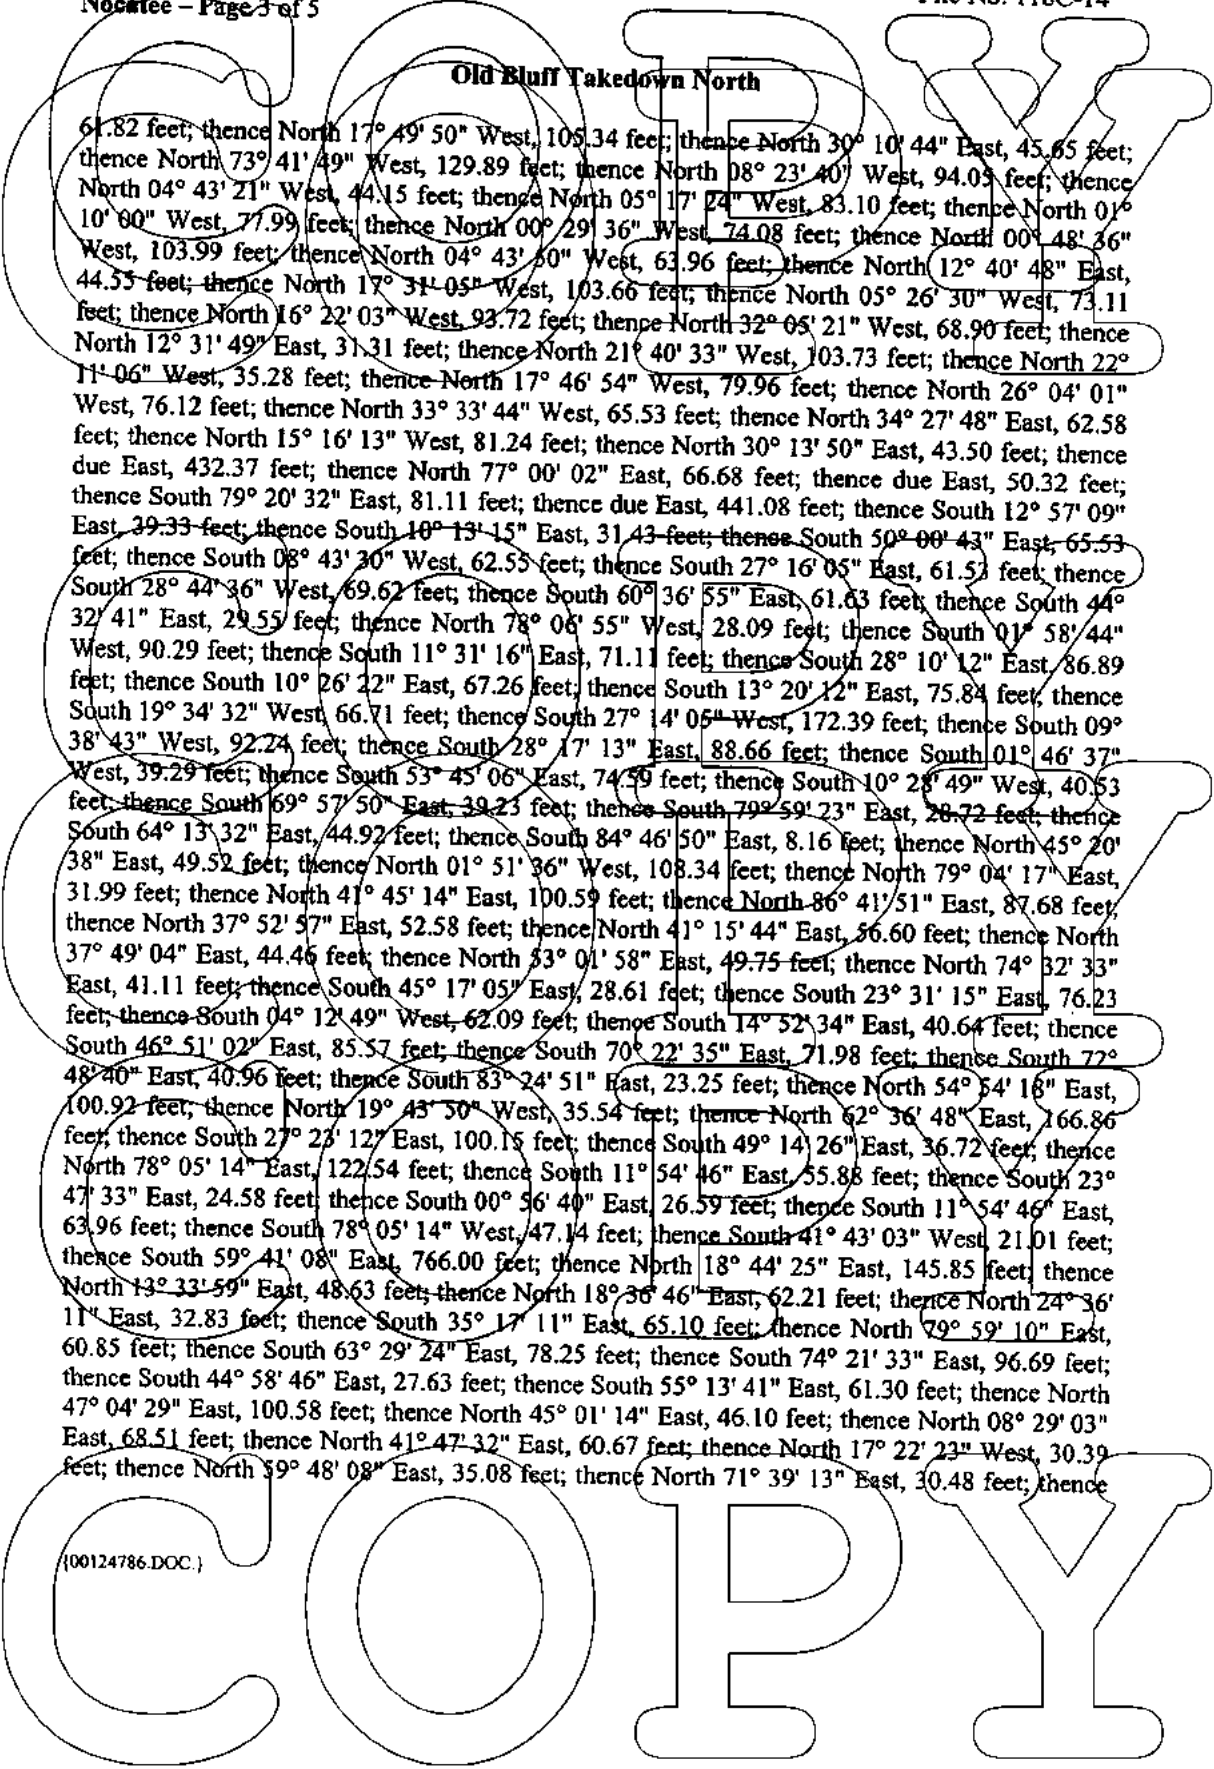 Nocatee – Page 3 of 5
File No. 116C-14
Old Bluff Takedown North
61.82 feet; thence North 17° 49' 50" West, 105.34 feet; thence North 30° 10' 44" East, 45.65 feet;
thence North 73° 41' 49" West, 129.89 feet; thence North 08° 23' 40" West, 94.05 feet; thence
North 04° 43' 21" West, 44.15 feet; thence North 05° 17' 24" West, 83.10 feet; thence North 01°
10' 00" West, 77.99 feet; thence North 00° 29' 36" West, 74.08 feet; thence North 00° 48' 36"
West, 103.99 feet; thence North 04° 43' 50" West, 63.96 feet; thence North 12° 40' 48" East,
44.55 feet; thence North 17° 31' 05" West, 103.66 feet; thence North 05° 26' 30" West, 73.11
feet; thence North 16° 22' 03" West, 93.72 feet; thence North 32° 05' 21" West, 68.90 feet; thence
North 12° 31' 49" East, 31.31 feet; thence North 21° 40' 33" West, 103.73 feet; thence North 22°
11' 06" West, 35.28 feet; thence North 17° 46' 54" West, 79.96 feet; thence North 26° 04' 01"
West, 76.12 feet; thence North 33° 33' 44" West, 65.53 feet; thence North 34° 27' 48" East, 62.58
feet; thence North 15° 16' 13" West, 81.24 feet; thence North 30° 13' 50" East, 43.50 feet; thence
due East, 432.37 feet; thence North 77° 00' 02" East, 66.68 feet; thence due East, 50.32 feet;
thence South 79° 20' 32" East, 81.11 feet; thence due East, 441.08 feet; thence South 12° 57' 09"
East, 39.33 feet; thence South 10° 13' 15" East, 31.43 feet; thence South 50° 00' 43" East, 65.53
feet; thence South 08° 43' 30" West, 62.55 feet; thence South 27° 16' 05" East, 61.53 feet; thence
South 28° 44' 36" West, 69.62 feet; thence South 60° 36' 55" East, 61.63 feet; thence South 44°
32' 41" East, 29.55 feet; thence North 78° 06' 55" West, 28.09 feet; thence South 01° 58' 44"
West, 90.29 feet; thence South 11° 31' 16" East, 71.11 feet; thence South 28° 10' 12" East, 86.89
feet; thence South 10° 26' 22" East, 67.26 feet; thence South 13° 20' 12" East, 75.84 feet; thence
South 19° 34' 32" West, 66.71 feet; thence South 27° 14' 05" West, 172.39 feet; thence South 09°
38' 43" West, 92.24 feet; thence South 28° 17' 13" East, 88.66 feet; thence South 01° 46' 37"
West, 39.29 feet; thence South 53° 45' 06" East, 74.59 feet; thence South 10° 28' 49" West, 40.53
feet; thence South 69° 57' 50" East, 39.23 feet; thence South 79° 59' 23" East, 28.72 feet; thence
South 64° 13' 32" East, 44.92 feet; thence South 84° 46' 50" East, 8.16 feet; thence North 45° 20'
38" East, 49.52 feet; thence North 01° 51' 36" West, 108.34 feet; thence North 79° 04' 17" East,
31.99 feet; thence North 41° 45' 14" East, 100.59 feet; thence North 86° 41' 51" East, 87.68 feet;
thence North 37° 52' 57" East, 52.58 feet; thence North 41° 15' 44" East, 56.60 feet; thence North
37° 49' 04" East, 44.46 feet; thence North 53° 01' 58" East, 49.75 feet; thence North 74° 32' 33"
East, 41.11 feet; thence South 45° 17' 05" East, 28.61 feet; thence South 23° 31' 15" East, 76.23
feet; thence South 04° 12' 49" West, 62.09 feet; thence South 14° 52' 34" East, 40.64 feet; thence
South 46° 51' 02" East, 85.57 feet; thence South 70° 22' 35" East, 71.98 feet; thence South 72°
48' 40" East, 40.96 feet; thence South 83° 24' 51" East, 23.25 feet; thence North 54° 54' 18" East,
100.92 feet; thence North 19° 43' 50" West, 35.54 feet; thence North 62° 36' 48" East, 166.86
feet; thence South 27° 23' 12" East, 100.15 feet; thence South 49° 14' 26" East, 36.72 feet; thence
North 78° 05' 14" East, 122.54 feet; thence South 11° 54' 46" East, 55.88 feet; thence South 23°
47' 33" East, 24.58 feet; thence South 00° 56' 40" East, 26.59 feet; thence South 11° 54' 46" East,
63.96 feet; thence South 78° 05' 14" West, 47.14 feet; thence South 41° 43' 03" West, 21.01 feet;
thence South 59° 41' 08" East, 766.00 feet; thence North 18° 44' 25" East, 145.85 feet; thence
North 13° 33' 59" East, 48.63 feet; thence North 18° 36' 46" East, 62.21 feet; thence North 24° 36'
11" East, 32.83 feet; thence South 35° 17' 11" East, 65.10 feet; thence North 79° 59' 10" East,
60.85 feet; thence South 63° 29' 24" East, 78.25 feet; thence South 74° 21' 33" East, 96.69 feet;
thence South 44° 58' 46" East, 27.63 feet; thence South 55° 13' 41" East, 61.30 feet; thence North
47° 04' 29" East, 100.58 feet; thence North 45° 01' 14" East, 46.10 feet; thence North 08° 29' 03"
East, 68.51 feet; thence North 41° 47' 32" East, 60.67 feet; thence North 17° 22' 23" West, 30.39
feet; thence North 59° 48' 08" East, 35.08 feet; thence North 71° 39' 13" East, 30.48 feet; thence
{00124786.DOC.}
COPY
COPY
COPY
COPY
COPY
COPY